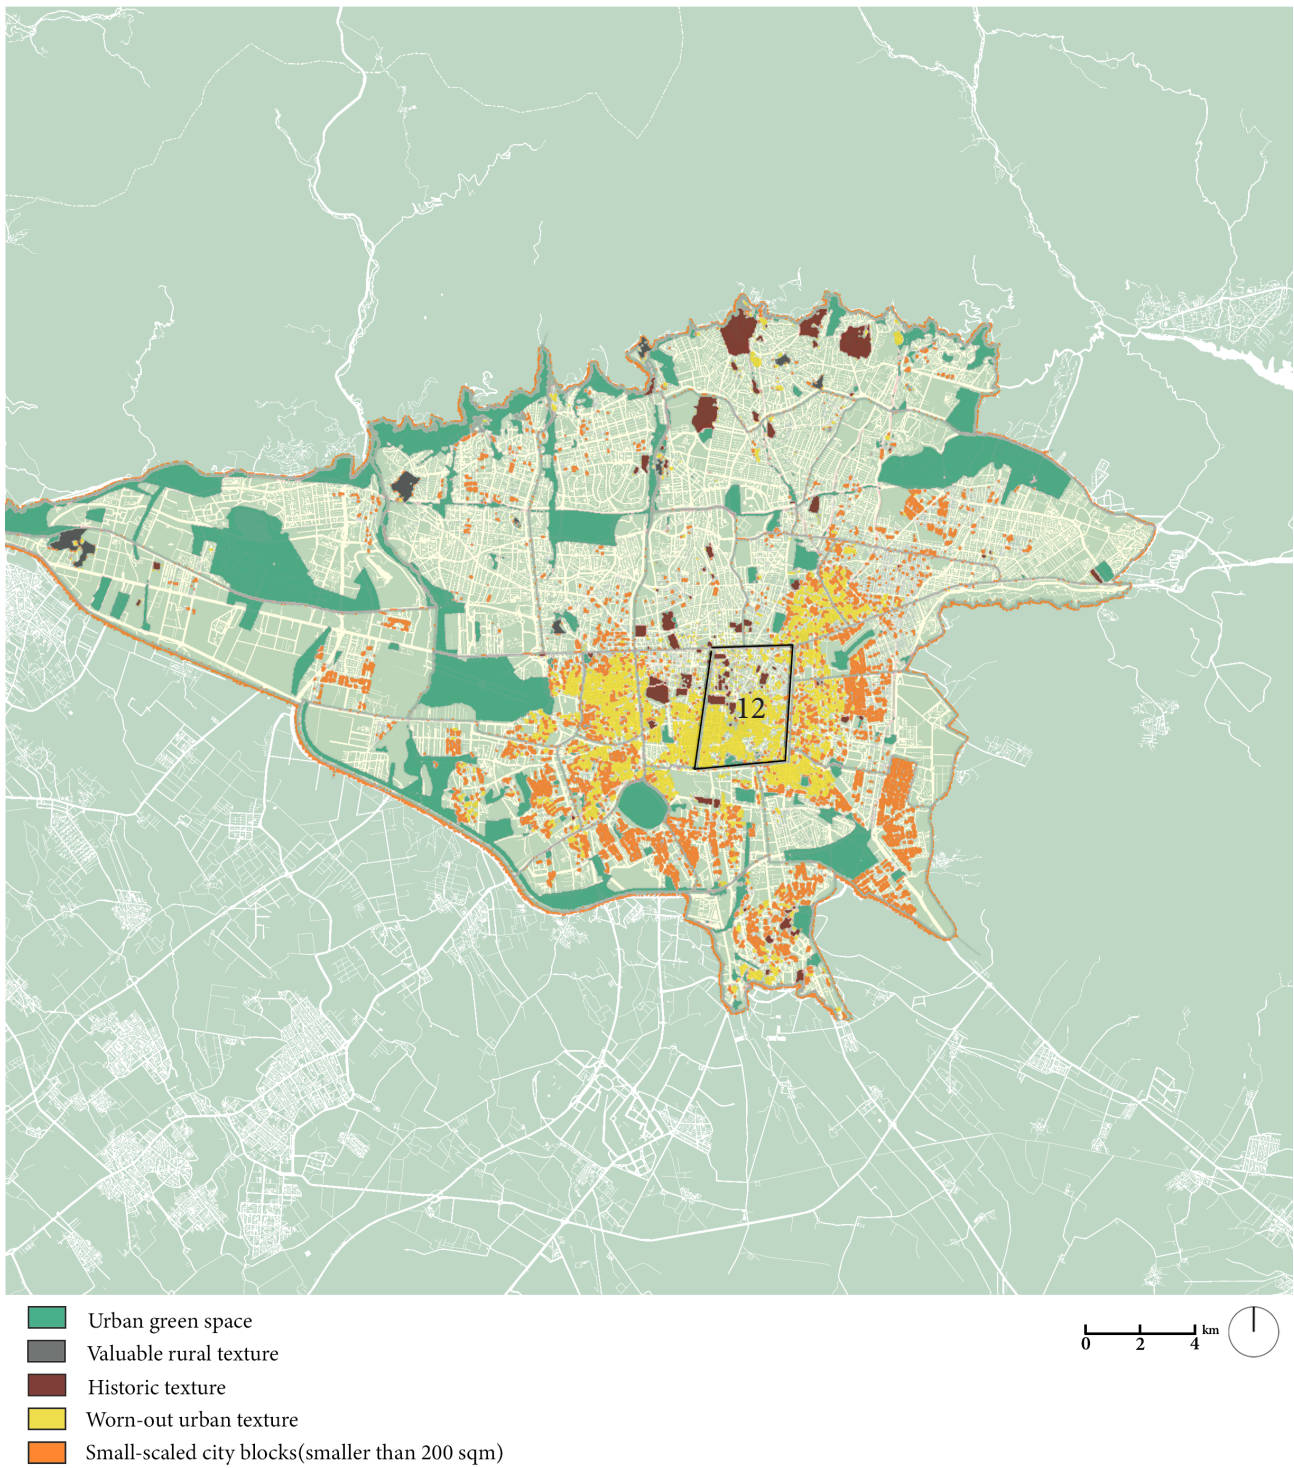 12
Urban green space
Valuable rural texture
Historic texture
Worn-out urban texture
Small-scaled city blocks(smaller than 200 sqm)
km
0 2 4